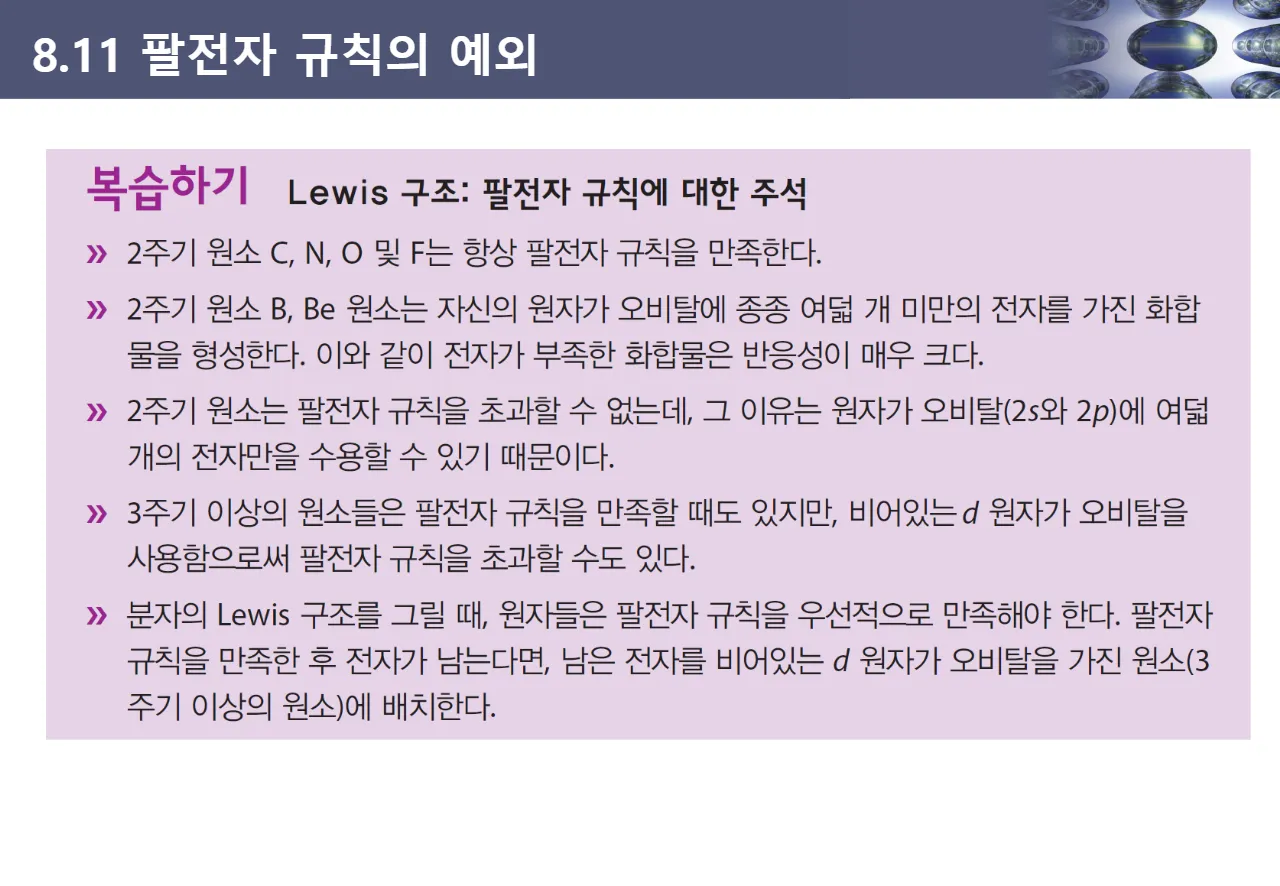 8.11 팔전자 규칙의 예외
복습하기 Lewis 구조: 팔전자 규칙에 대한 주석
» 2주기 원소 C, N, O 및 F는 항상 팔전자 규칙을 만족한다.
» 2주기 원소 B, Be 원소는 자신의 원자가 오비탈에 종종 여덟 개 미만의 전자를 가진 화합
물을 형성한다. 이와 같이 전자가 부족한 화합물은 반응성이 매우 크다.
» 2주기 원소는 팔전자 규칙을 초과할 수 없는데, 그 이유는 원자가 오비탈(2s와 2p)에 여덟
개의 전자만을 수용할 수 있기 때문이다.
» 3주기 이상의 원소들은 팔전자 규칙을 만족할 때도 있지만, 비어있는 d 원자가 오비탈을
사용함으로써 팔전자 규칙을 초과할 수도 있다.
» 분자의 Lewis 구조를 그릴 때, 원자들은 팔전자 규칙을 우선적으로 만족해야 한다. 팔전자
규칙을 만족한 후 전자가 남는다면, 남은 전자를 비어있는 d 원자가 오비탈을 가진 원소(3
주기 이상의 원소)에 배치한다.